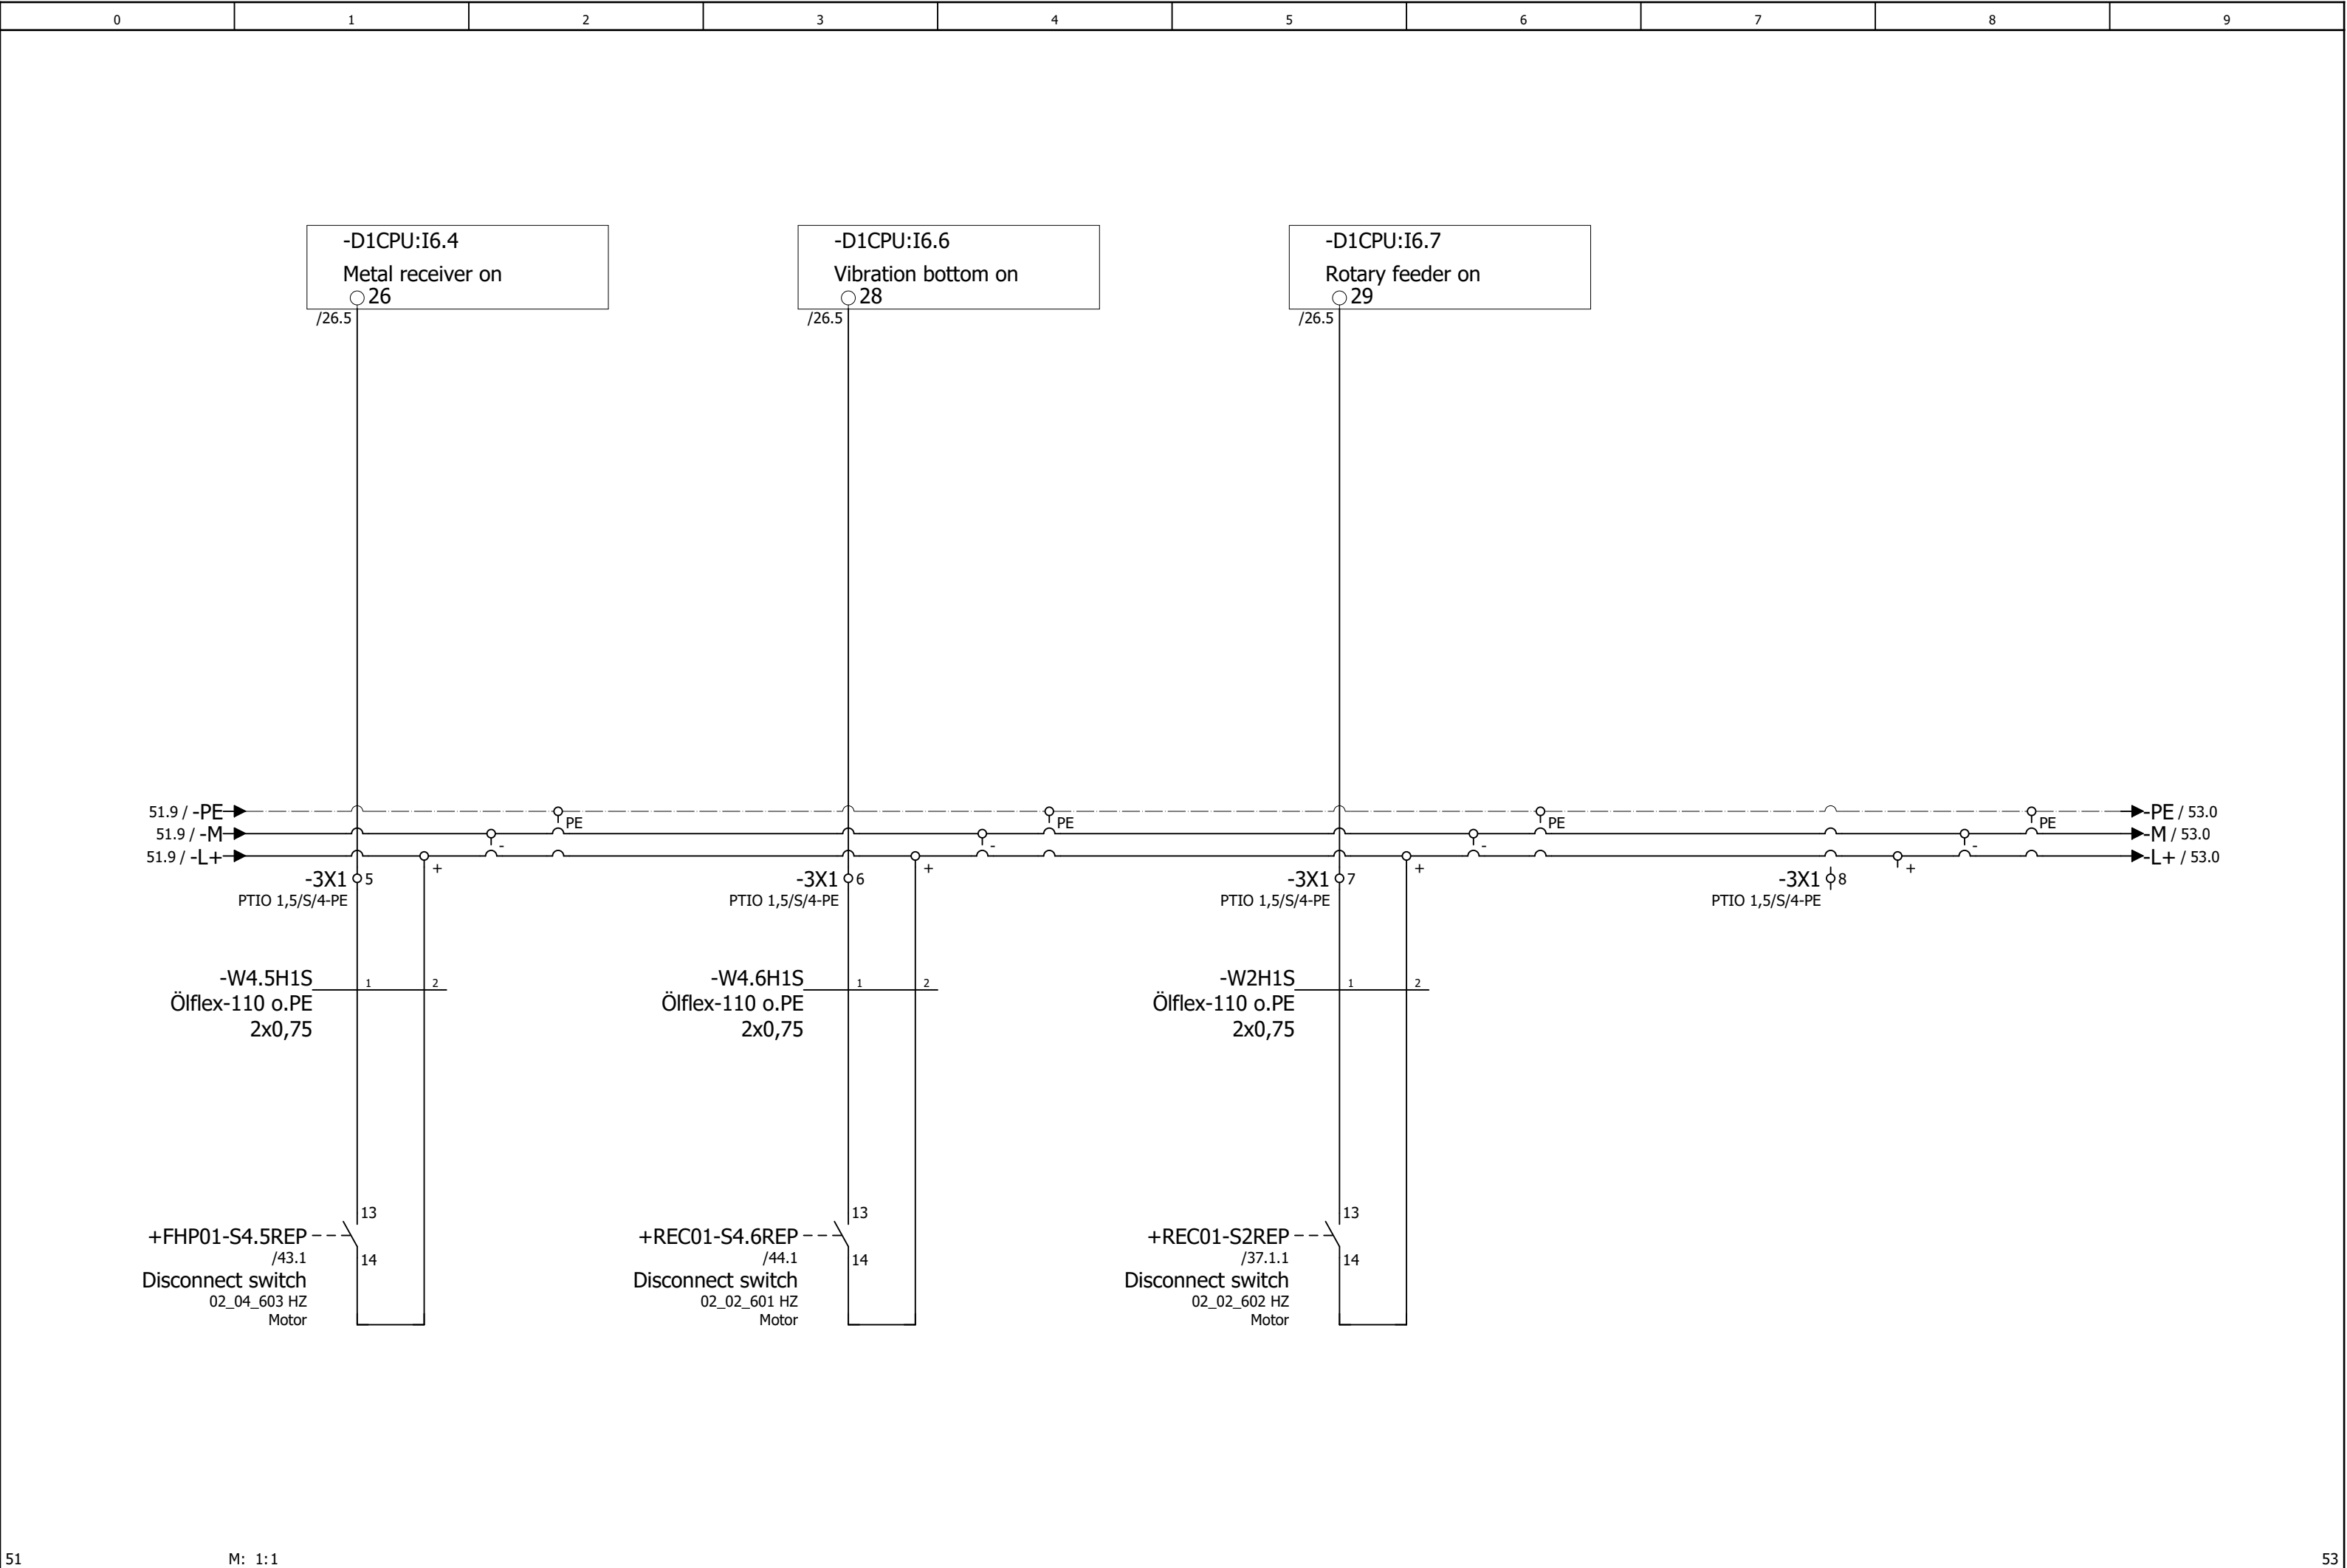 0 1 2 3 4 5 6 7 8 9
-D1CPU:I6.4
Metal receiver on
26
/26.5
-D1CPU:I6.6
Vibration bottom on
28
/26.5
-D1CPU:I6.7
Rotary feeder on
29
/26.5
51.9 / -PE
51.9 / -M
51.9 / -L+
PE PE PE PE
- - - -
+ + + +
-PE / 53.0
-M / 53.0
-L+ / 53.0
-3X1 5
PTIO 1,5/S/4-PE
-3X1 6
PTIO 1,5/S/4-PE
-3X1 7
PTIO 1,5/S/4-PE
-3X1 8
PTIO 1,5/S/4-PE
-W4.5H1S 1 2
Ölflex-110 o.PE
2x0,75
-W4.6H1S 1 2
Ölflex-110 o.PE
2x0,75
-W2H1S 1 2
Ölflex-110 o.PE
2x0,75
13
+FHP01-S4.5REP
/43.1
14
Disconnect switch
02_04_603 HZ
Motor
13
+REC01-S4.6REP
/44.1
14
Disconnect switch
02_02_601 HZ
Motor
13
+REC01-S2REP
/37.1.1
14
Disconnect switch
02_02_602 HZ
Motor
51 M: 1:1 53